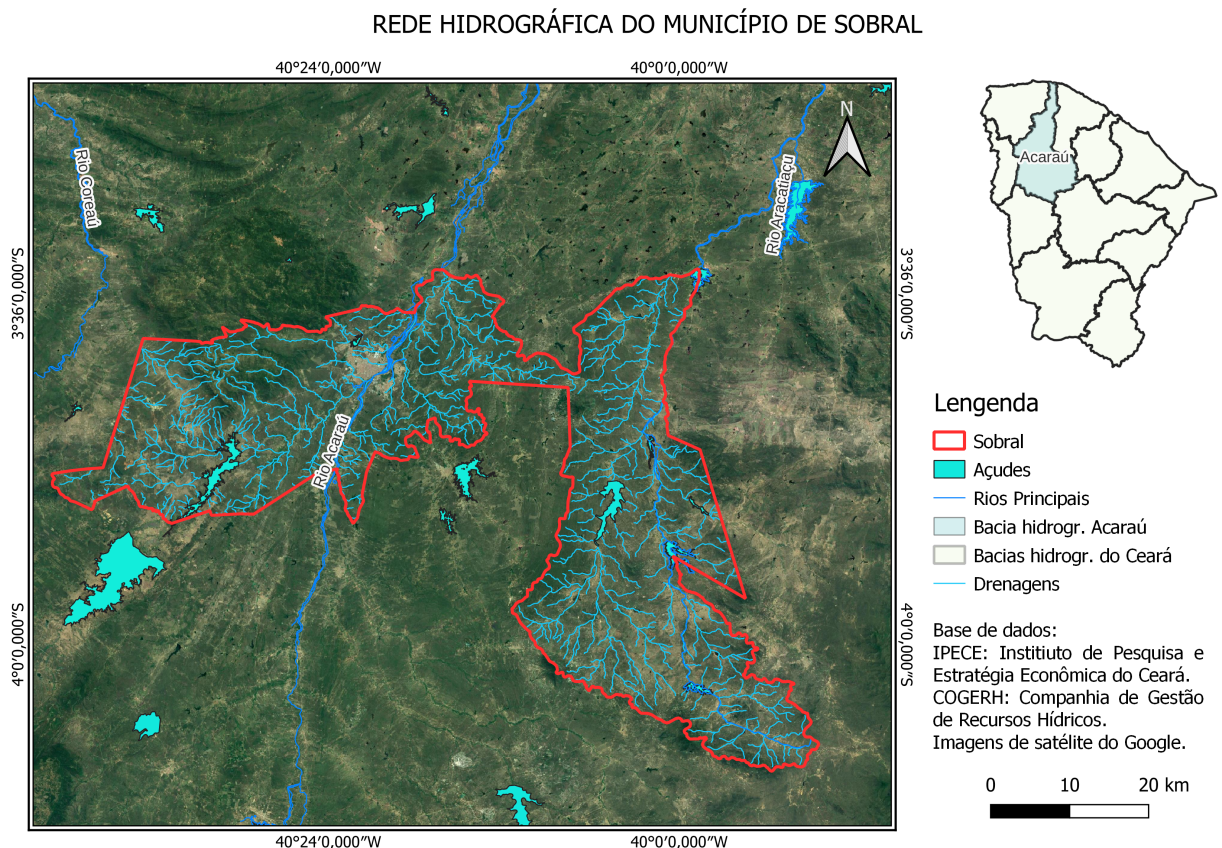 REDE HIDROGRÁFICA DO MUNICÍPIO DE SOBRAL
40°24'0,000"W
40°0'0,000"W
N
Rio Coreaú
Rio Aracatiaçu
Acaraú
3°36'0,000"S
3°36'0,000"S
Rio Acaraú
4°0'0,000"S
4°0'0,000"S
40°24'0,000"W
40°0'0,000"W
Lengenda
Sobral
Açudes
Rios Principais
Bacia hidrogr. Acaraú
Bacias hidrogr. do Ceará
Drenagens
Base de dados:
IPECE: Instituto de Pesquisa e
Estratégia Econômica do Ceará.
COGERH: Companhia de Gestão
de Recursos Hídricos.
Imagens de satélite do Google.
0 10 20 km